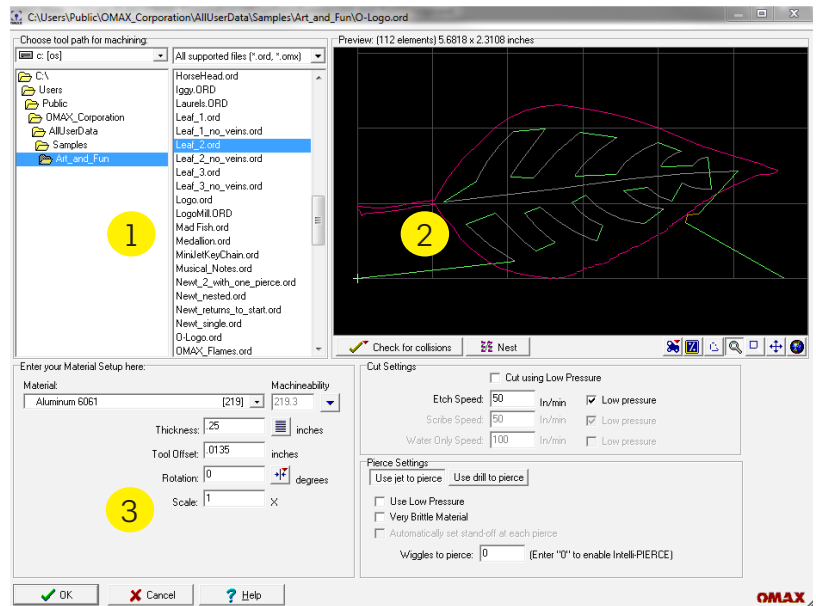 C:\Users\Public\OMAX_Corporation\AllUserData\Samples\Art_and_Fun\O-Logo.ord
Choose tool path for machining:
c: [os]
All supported files (*.ord, *.omx)
C:\
Users
Public
OMAX_Corporation
AllUserData
Samples
Art_and_Fun
HorseHead.ord
Iggy.ORD
Laurels.ORD
Leaf_1.ord
Leaf_1_no_veins.ord
Leaf_2.ord
Leaf_2_no_veins.ord
Leaf_3.ord
Leaf_3_no_veins.ord
Logo.ord
LogoMill.ORD
Mad Fish.ord
Medallion.ord
MiniJetKeyChain.ord
Musical_Notes.ord
Newt_2_with_one_pierce.ord
Newt_nested.ord
Newt_returns_to_start.ord
Newt_single.ord
O-Logo.ord
OMAX_Flames.ord
1
Preview: (112 elements) 5.6818 x 2.3108 inches
2
Check for collisions
Nest
Enter your Material Setup here:
Material:
Machineability
Aluminum 6061 [219]
219.3
Thickness: .25 inches
Tool Offset: .0135 inches
Rotation: 0 degrees
Scale: 1 X
3
Cut Settings
Cut using Low Pressure
Etch Speed: 50 In/min Low pressure
Scribe Speed: 50 In/min Low pressure
Water Only Speed: 100 In/min Low pressure
Pierce Settings
Use jet to pierce Use drill to pierce
Use Low Pressure
Very Brittle Material
Automatically set stand-off at each pierce
Wiggles to pierce: 0 (Enter "0" to enable Intelli-PIERCE)
OK
Cancel
Help
OMAX